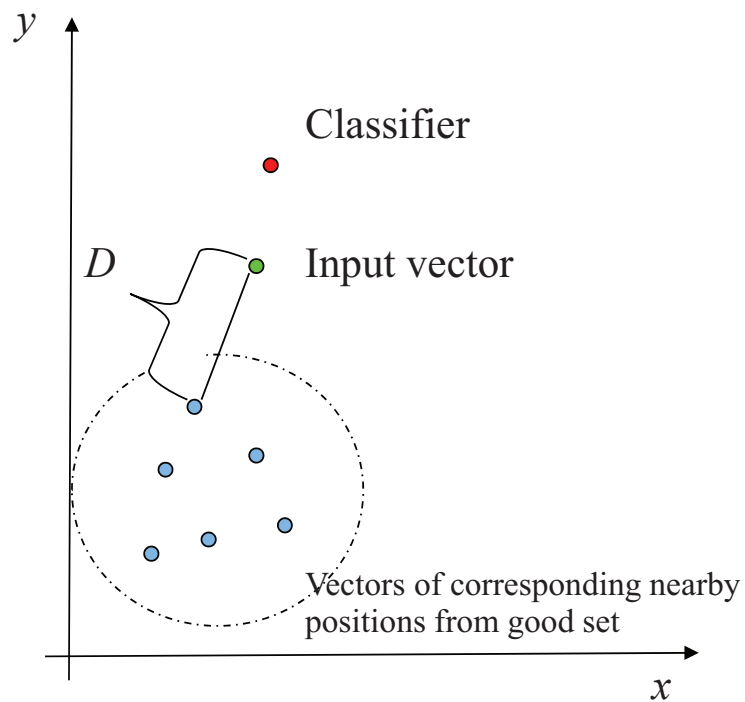 y
Classifier
D
Input vector
Vectors of corresponding nearby
positions from good set
x